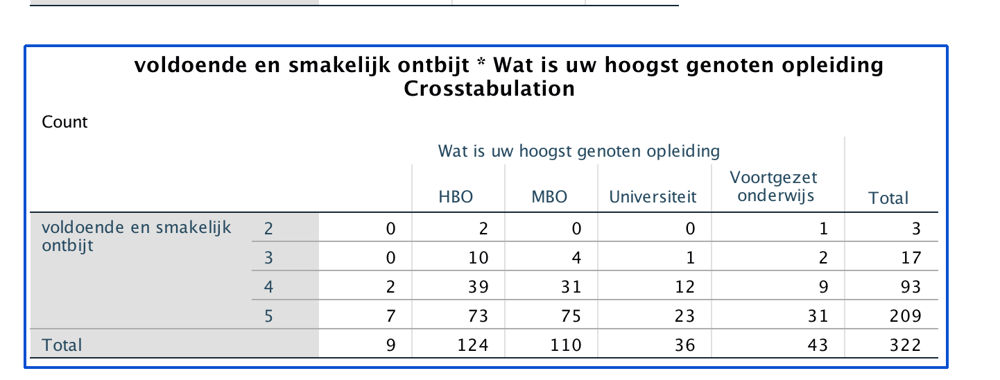 voldoende en smakelijk ontbijt * Wat is uw hoogst genoten opleiding
Crosstabulation
Count
Wat is uw hoogst genoten opleiding
HBO MBO Universiteit Voortgezet onderwijs Total
voldoende en smakelijk ontbijt 2 0 2 0 0 1 3
3 0 10 4 1 2 17
4 2 39 31 12 9 93
5 7 73 75 23 31 209
Total 9 124 110 36 43 322